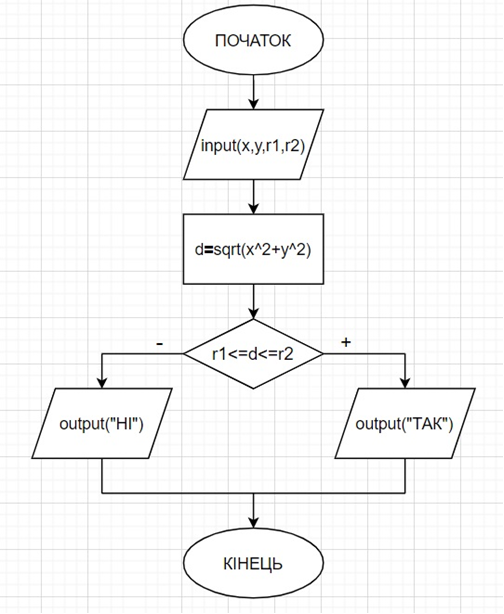 ПОЧАТОК
input(x,y,r1,r2)
d=sqrt(x^2+y^2)
r1<=d<=r2
-
+
output("НІ")
output("ТАК")
КІНЕЦЬ